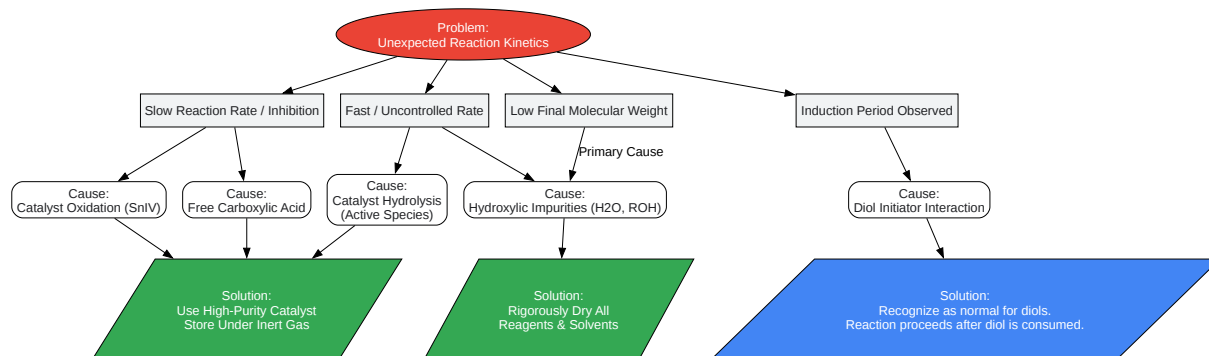 Problem:
Unexpected Reaction Kinetics
Slow Reaction Rate / Inhibition
Fast / Uncontrolled Rate
Low Final Molecular Weight
Induction Period Observed
Primary Cause
Cause:
Catalyst Oxidation (SnIV)
Cause:
Free Carboxylic Acid
Cause:
Catalyst Hydrolysis
(Active Species)
Cause:
Hydroxylic Impurities (H2O, ROH)
Cause:
Diol Initiator Interaction
Solution:
Use High-Purity Catalyst
Store Under Inert Gas
Solution:
Rigorously Dry All
Reagents & Solvents
Solution:
Recognize as normal for diols.
Reaction proceeds after diol is consumed.